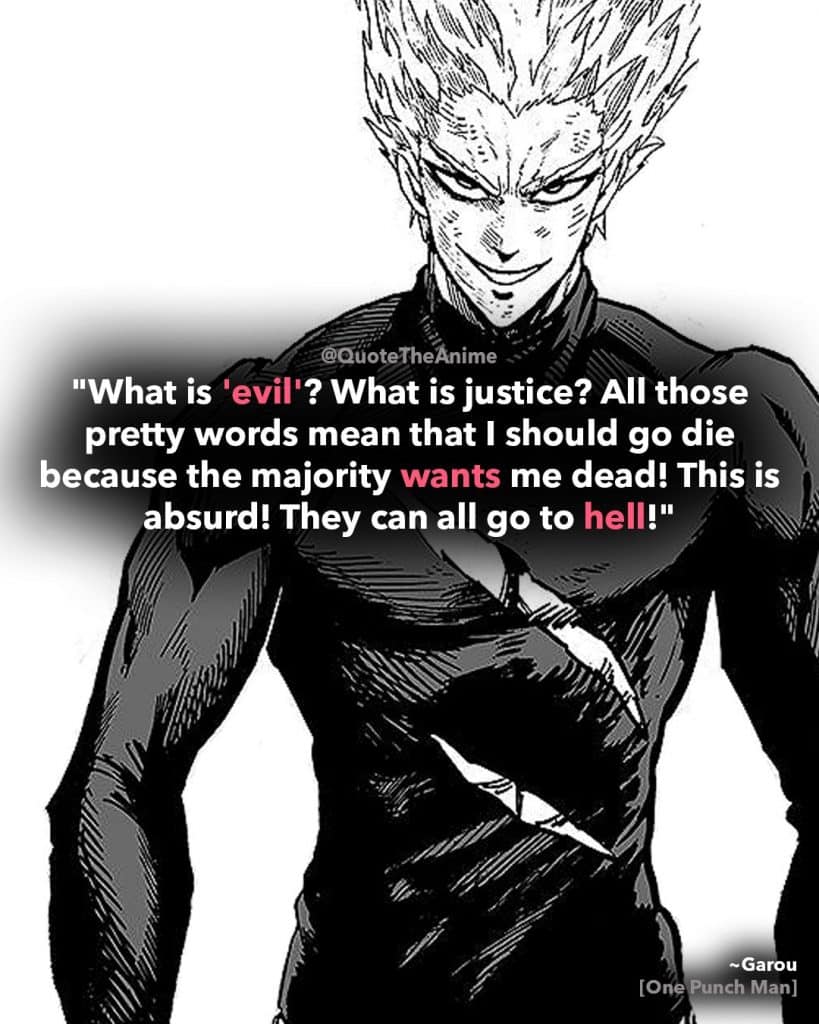 @QuoteTheAnime
"What is 'evil'? What is justice? All those
pretty words mean that I should go die
because the majority wants me dead! This is
absurd! They can all go to hell!"
~Garou
[One Punch Man]